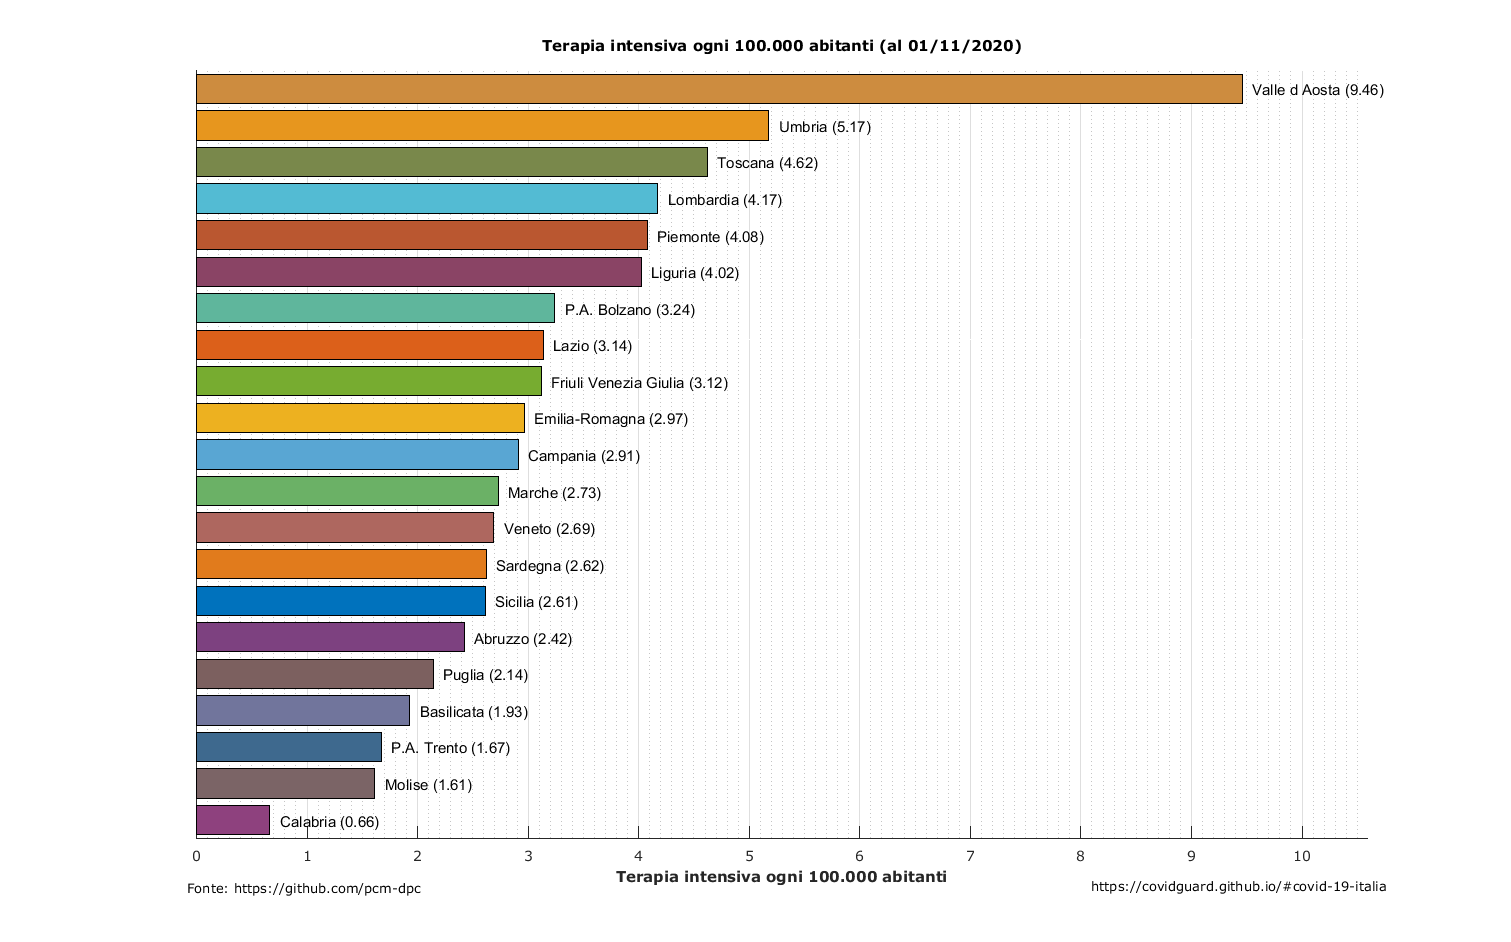 Terapia intensiva ogni 100.000 abitanti (al 01/11/2020)
Valle d Aosta (9.46)
Umbria (5.17)
Toscana (4.62)
Lombardia (4.17)
Piemonte (4.08)
Liguria (4.02)
P.A. Bolzano (3.24)
Lazio (3.14)
Friuli Venezia Giulia (3.12)
Emilia-Romagna (2.97)
Campania (2.91)
Marche (2.73)
Veneto (2.69)
Sardegna (2.62)
Sicilia (2.61)
Abruzzo (2.42)
Puglia (2.14)
Basilicata (1.93)
P.A. Trento (1.67)
Molise (1.61)
Calabria (0.66)
0 1 2 3 4 5 6 7 8 9 10
Terapia intensiva ogni 100.000 abitanti
Fonte: https://github.com/pcm-dpc
https://covidguard.github.io/#covid-19-italia